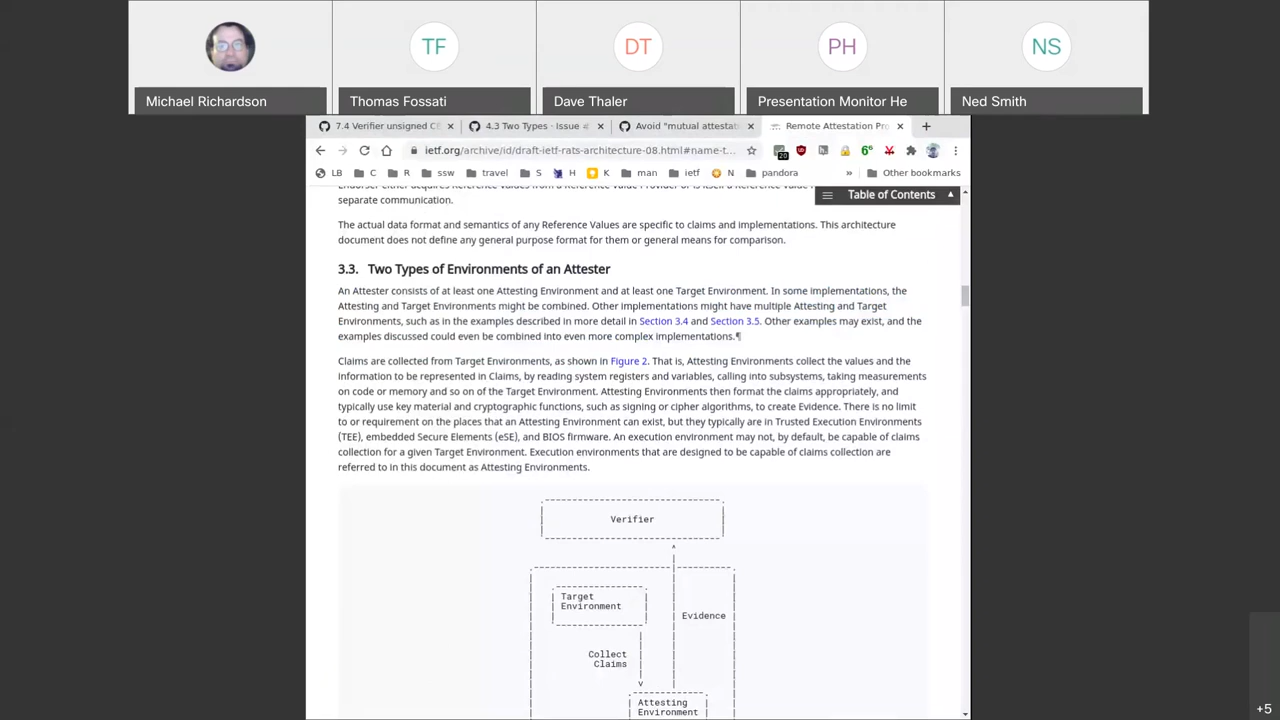 TF
DT
PH
NS
Michael Richardson
Thomas Fossati
Dave Thaler
Presentation Monitor He
Ned Smith
7.4 Verifier unsigned CE
4.3 Two Types · Issue #
Avoid "mutual attestat
Remote Attestation Pro
ietf.org/archive/id/draft-ietf-rats-architecture-08.html#name-t...
20
LB
C
R
ssw
travel
S
H
K
man
ietf
N
pandora
»
Other bookmarks
Table of Contents
separate communication.
The actual data format and semantics of any Reference Values are specific to claims and implementations. This architecture
document does not define any general purpose format for them or general means for comparison.
3.3. Two Types of Environments of an Attester
An Attester consists of at least one Attesting Environment and at least one Target Environment. In some implementations, the
Attesting and Target Environments might be combined. Other implementations might have multiple Attesting and Target
Environments, such as in the examples described in more detail in Section 3.4 and Section 3.5. Other examples may exist, and the
examples discussed could even be combined into even more complex implementations.¶
Claims are collected from Target Environments, as shown in Figure 2. That is, Attesting Environments collect the values and the
information to be represented in Claims, by reading system registers and variables, calling into subsystems, taking measurements
on code or memory and so on of the Target Environment. Attesting Environments then format the claims appropriately, and
typically use key material and cryptographic functions, such as signing or cipher algorithms, to create Evidence. There is no limit
to or requirement on the places that an Attesting Environment can exist, but they typically are in Trusted Execution Environments
(TEE), embedded Secure Elements (eSE), and BIOS firmware. An execution environment may not, by default, be capable of claims
collection for a given Target Environment. Execution environments that are designed to be capable of claims collection are
referred to in this document as Attesting Environments.
Verifier
Target
Environment
Evidence
Collect
Claims
Attesting
Environment
+5